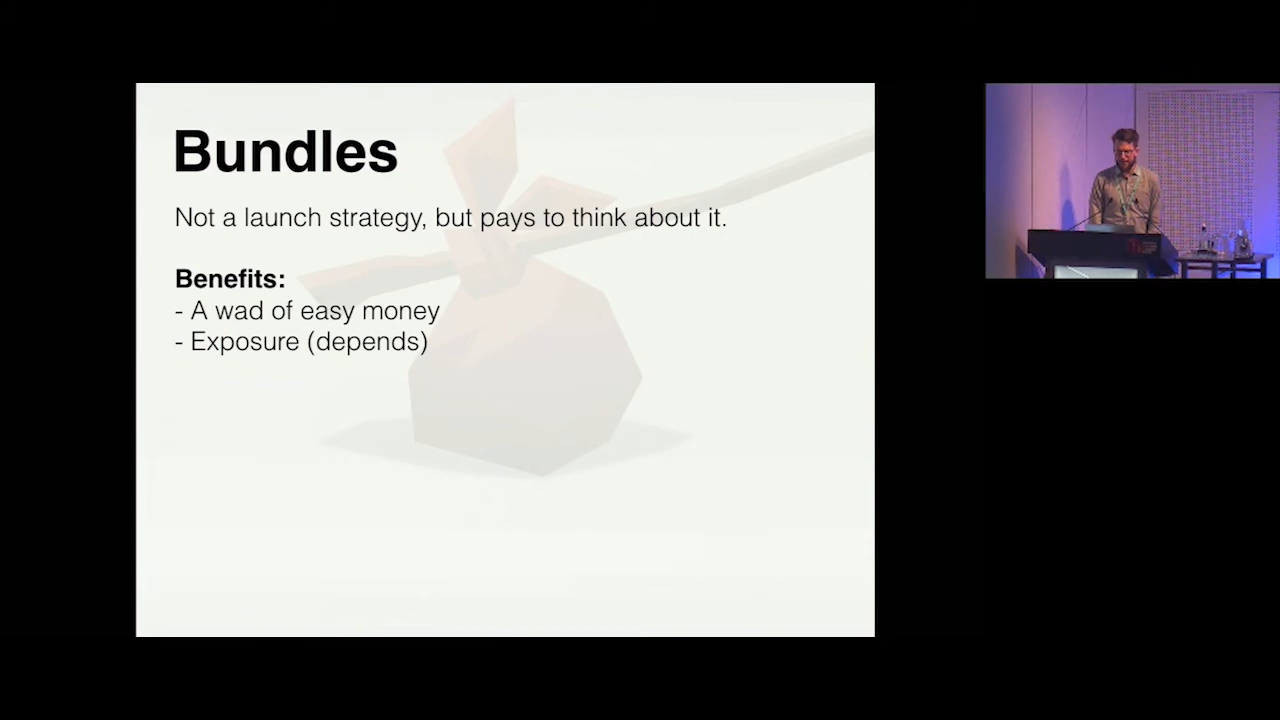 Bundles
Not a launch strategy, but pays to think about it.
Benefits:
- A wad of easy money
- Exposure (depends)